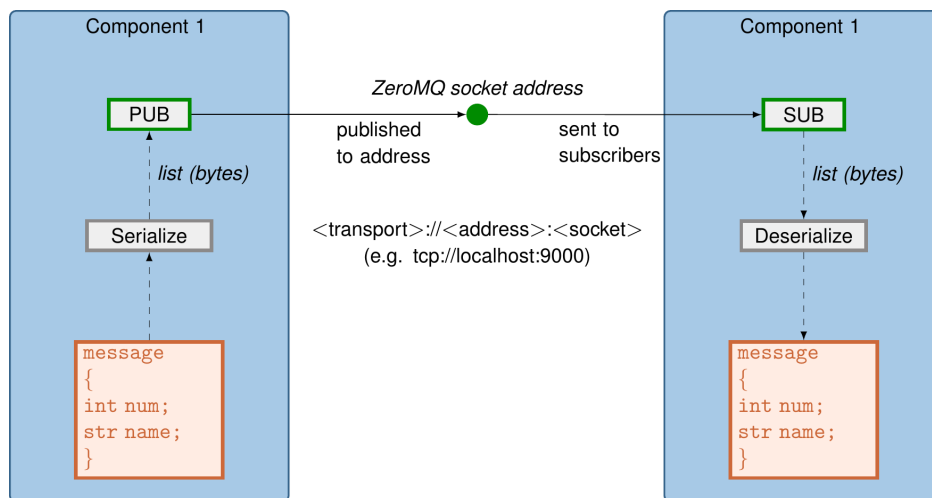 Component 1
PUB
list (bytes)
Serialize
message
{
int num;
str name;
}
ZeroMQ socket address
published
to address
sent to
subscribers
<transport>://<address>:<socket>
(e.g. tcp://localhost:9000)
Component 1
SUB
list (bytes)
Deserialize
message
{
int num;
str name;
}